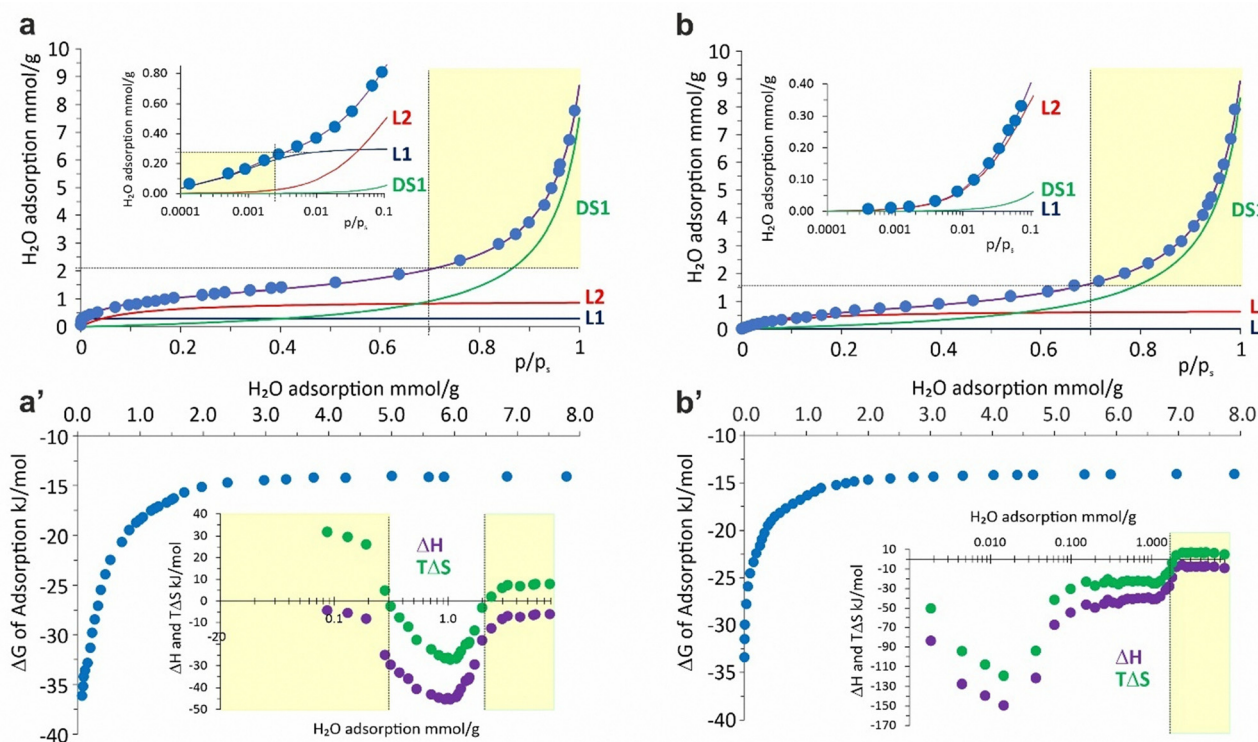 a
H₂O adsorption mmol/g
10
9
8
7
6
5
4
3
2
1
0
0
0.2
0.4
0.6
0.8
1
p/pₛ
L2
L1
DS1
H₂O adsorption mmol/g
0.80
0.60
0.40
0.20
0.00
0.0001
0.001
0.01
0.1
p/pₛ
L2
L1
DS1
b
H₂O adsorption mmol/g
10
9
8
7
6
5
4
3
2
1
0
0
0.2
0.4
0.6
0.8
1
p/pₛ
DS1
L
L
H₂O adsorption mmol/g
0.40
0.30
0.20
0.10
0.00
0.0001
0.01
0.1
p/pₛ
L2
DS1
L1
a’
H₂O adsorption mmol/g
0.0 1.0 2.0 3.0 4.0 5.0 6.0 7.0 8.0
ΔG of Adsorption kJ/mol
-10
-15
-20
-25
-30
-35
-40
ΔH and TΔS kJ/mol
40
30
20
10
0
-20
-10
-20
-30
-40
-50
0.1
1.0
ΔH
TΔS
H₂O adsorption mmol/g
b’
H₂O adsorption mmol/g
0.0 1.0 2.0 3.0 4.0 5.0 6.0 7.0 8.0
ΔG of Adsorption kJ/mol
-10
-15
-20
-25
-30
-35
-40
H₂O adsorption mmol/g
0.010 0.100 1.000
ΔH and TΔS kJ/mol
10
-10
-30
-50
-70
-90
-110
-130
-150
-170
ΔH
TΔS